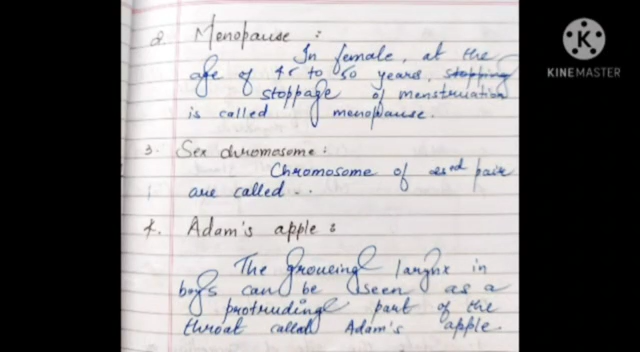 2. Menopause :
In female, at the
age of 45 to 50 years, stopping
stoppage of menstruation
is called menopause.
3. Sex chromosome :
Chromosome of 23rd pair
are called ..
4. Adam's apple :
The groueing larynx in
boys can be seen as a
protruding part of the
throat called Adam's apple.
KINEMASTER